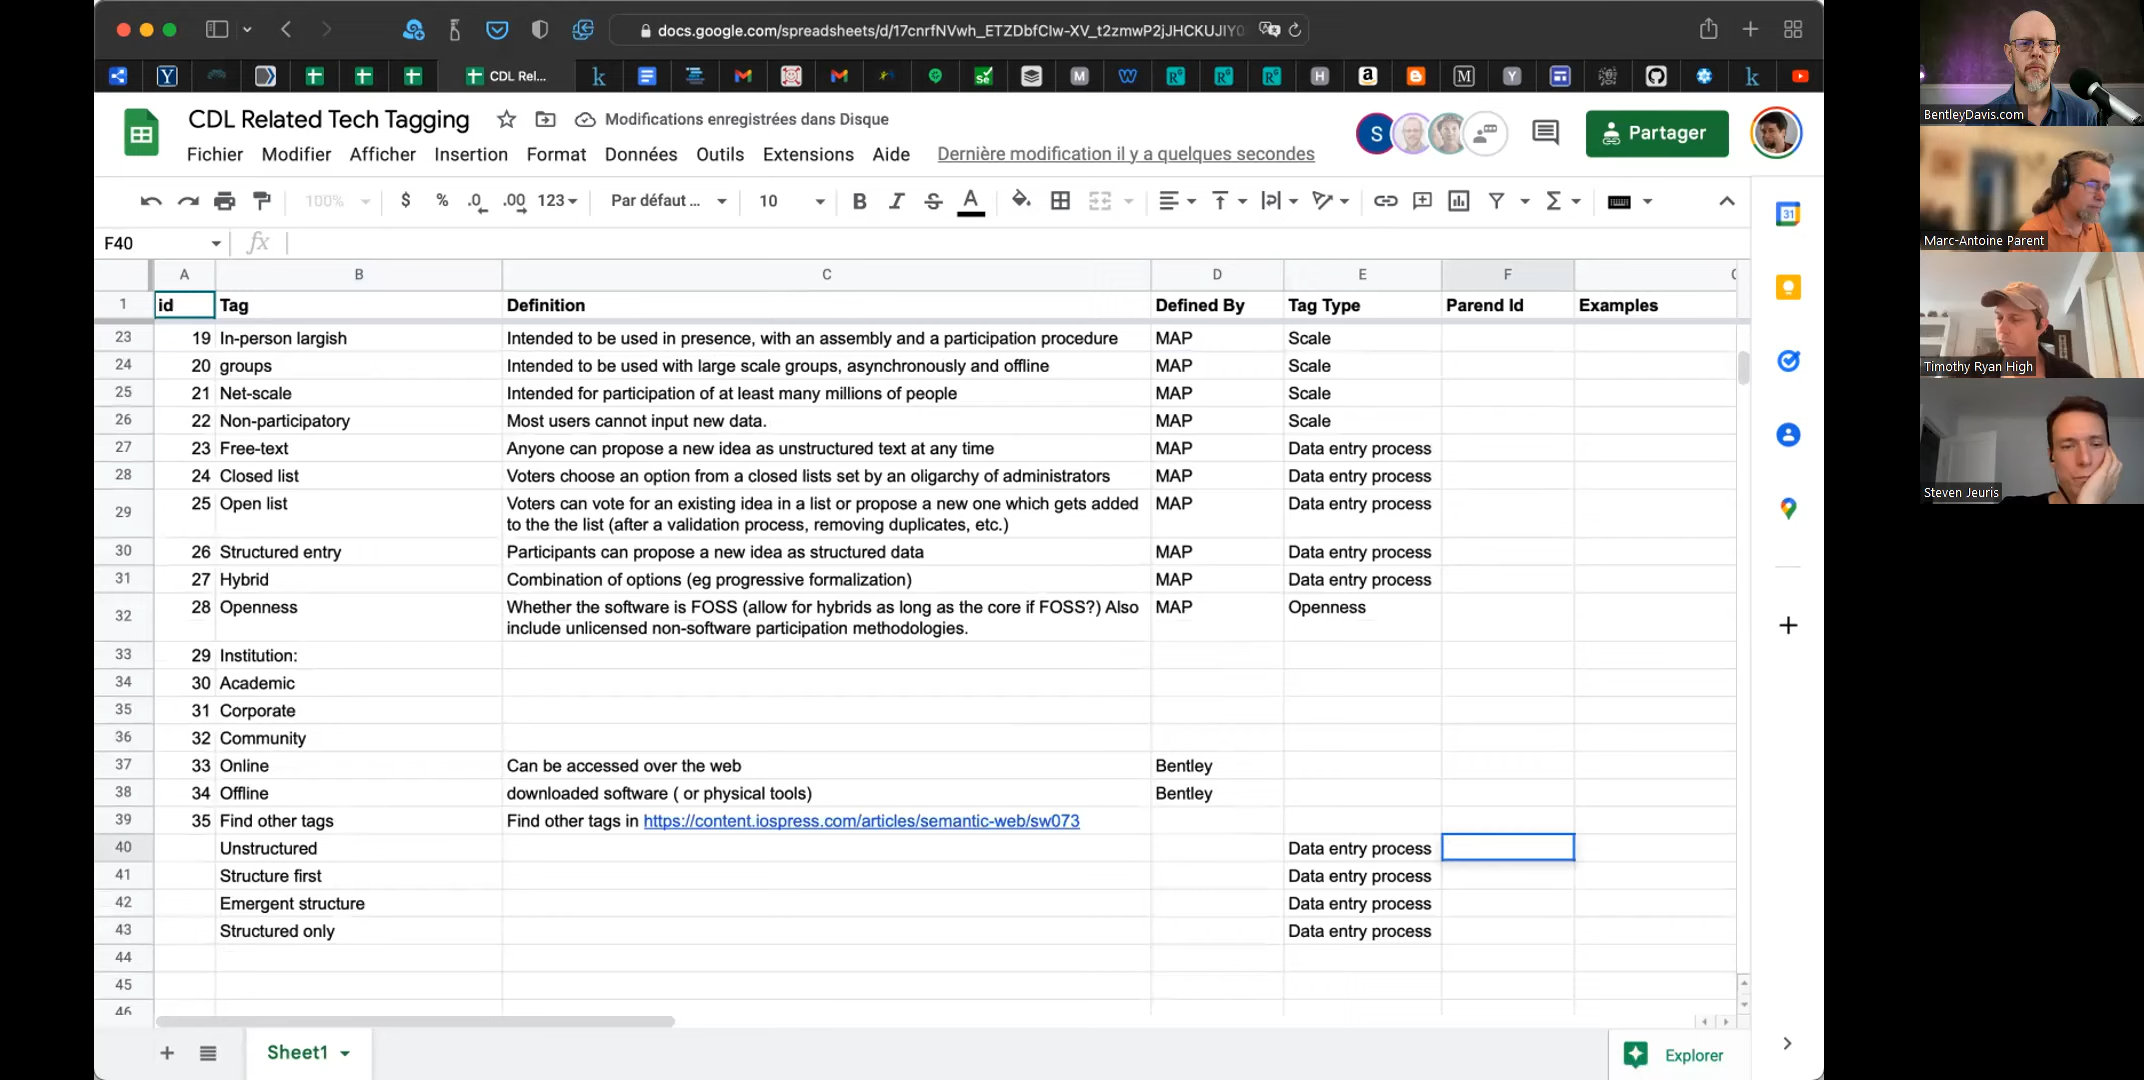 docs.google.com/spreadsheets/d/17cnrfNVwh_ETZDbfClw-XV_t2zmwP2jJHCKUJIY0
CDL Rel...
CDL Related Tech Tagging
Modifications enregistrées dans Disque
S
Partager
Fichier Modifier Afficher Insertion Format Données Outils Extensions Aide
Dernière modification il y a quelques secondes
100% $ % .0 .00 123 Par défaut ... 10 B I S A
F40 fx
A B C D E F
1 id Tag Definition Defined By Tag Type Parend Id Examples
23 19 In-person largish Intended to be used in presence, with an assembly and a participation procedure MAP Scale
24 20 groups Intended to be used with large scale groups, asynchronously and offline MAP Scale
25 21 Net-scale Intended for participation of at least many millions of people MAP Scale
26 22 Non-participatory Most users cannot input new data. MAP Scale
27 23 Free-text Anyone can propose a new idea as unstructured text at any time MAP Data entry process
28 24 Closed list Voters choose an option from a closed lists set by an oligarchy of administrators MAP Data entry process
29 25 Open list Voters can vote for an existing idea in a list or propose a new one which gets added MAP Data entry process
to the the list (after a validation process, removing duplicates, etc.)
30 26 Structured entry Participants can propose a new idea as structured data MAP Data entry process
31 27 Hybrid Combination of options (eg progressive formalization) MAP Data entry process
32 28 Openness Whether the software is FOSS (allow for hybrids as long as the core if FOSS?) Also MAP Openness
include unlicensed non-software participation methodologies.
33 29 Institution:
34 30 Academic
35 31 Corporate
36 32 Community
37 33 Online Can be accessed over the web Bentley
38 34 Offline downloaded software ( or physical tools) Bentley
39 35 Find other tags Find other tags in https://content.iospress.com/articles/semantic-web/sw073
40 Unstructured Data entry process
41 Structure first Data entry process
42 Emergent structure Data entry process
43 Structured only Data entry process
44
45
46
Sheet1
Explorer
BentleyDavis.com
Marc-Antoine Parent
Timothy Ryan High
Steven Jeuris